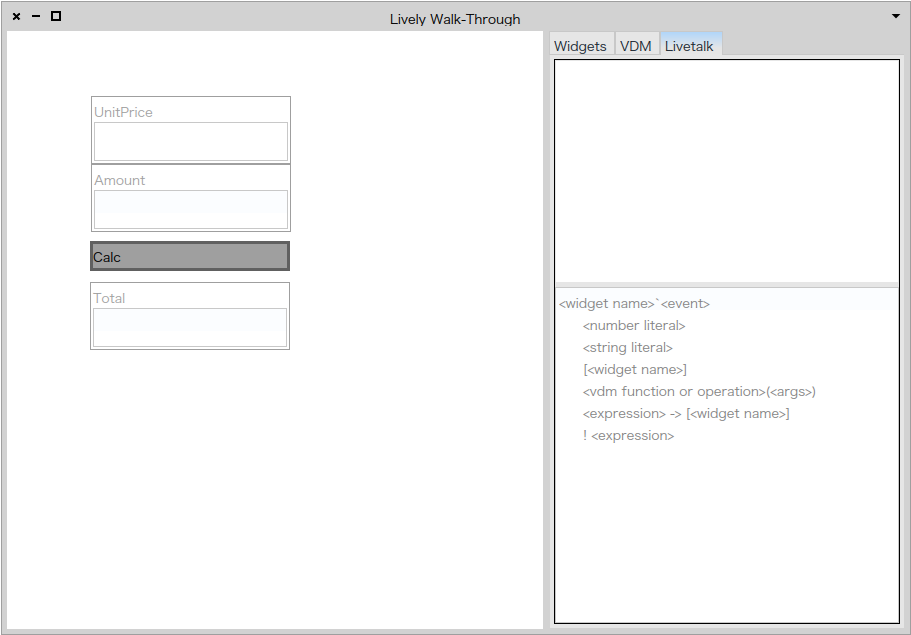 Lively Walk-Through
Widgets VDM Livetalk
UnitPrice
Amount
Calc
Total
<widget name>`<event>
<number literal>
<string literal>
[<widget name>]
<vdm function or operation>(<args>)
<expression> -> [<widget name>]
! <expression>